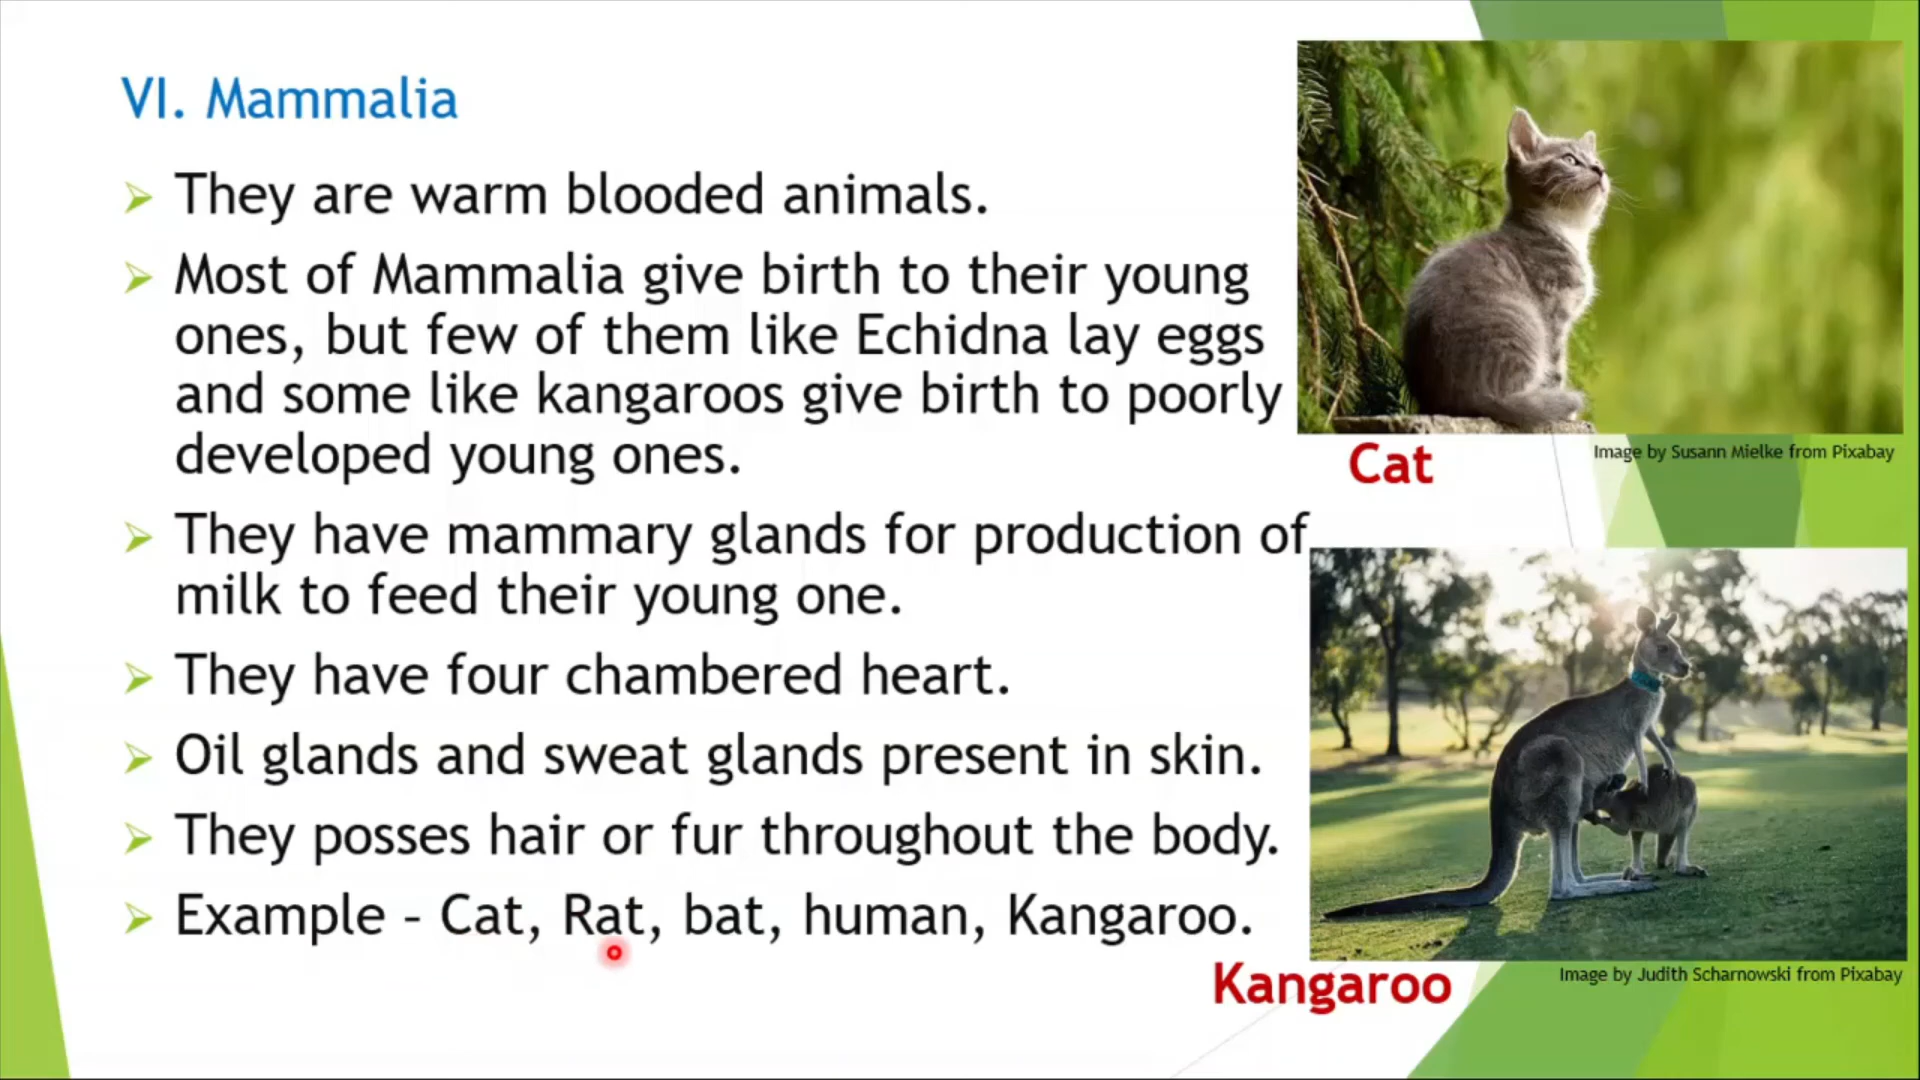 VI. Mammalia
They are warm blooded animals.
Most of Mammalia give birth to their young
ones, but few of them like Echidna lay eggs
and some like kangaroos give birth to poorly
developed young ones.
They have mammary glands for production of
milk to feed their young one.
They have four chambered heart.
Oil glands and sweat glands present in skin.
They posses hair or fur throughout the body.
Example – Cat, Rat, bat, human, Kangaroo.
Cat
Image by Susann Mielke from Pixabay
Kangaroo
Image by Judith Scharnowski from Pixabay